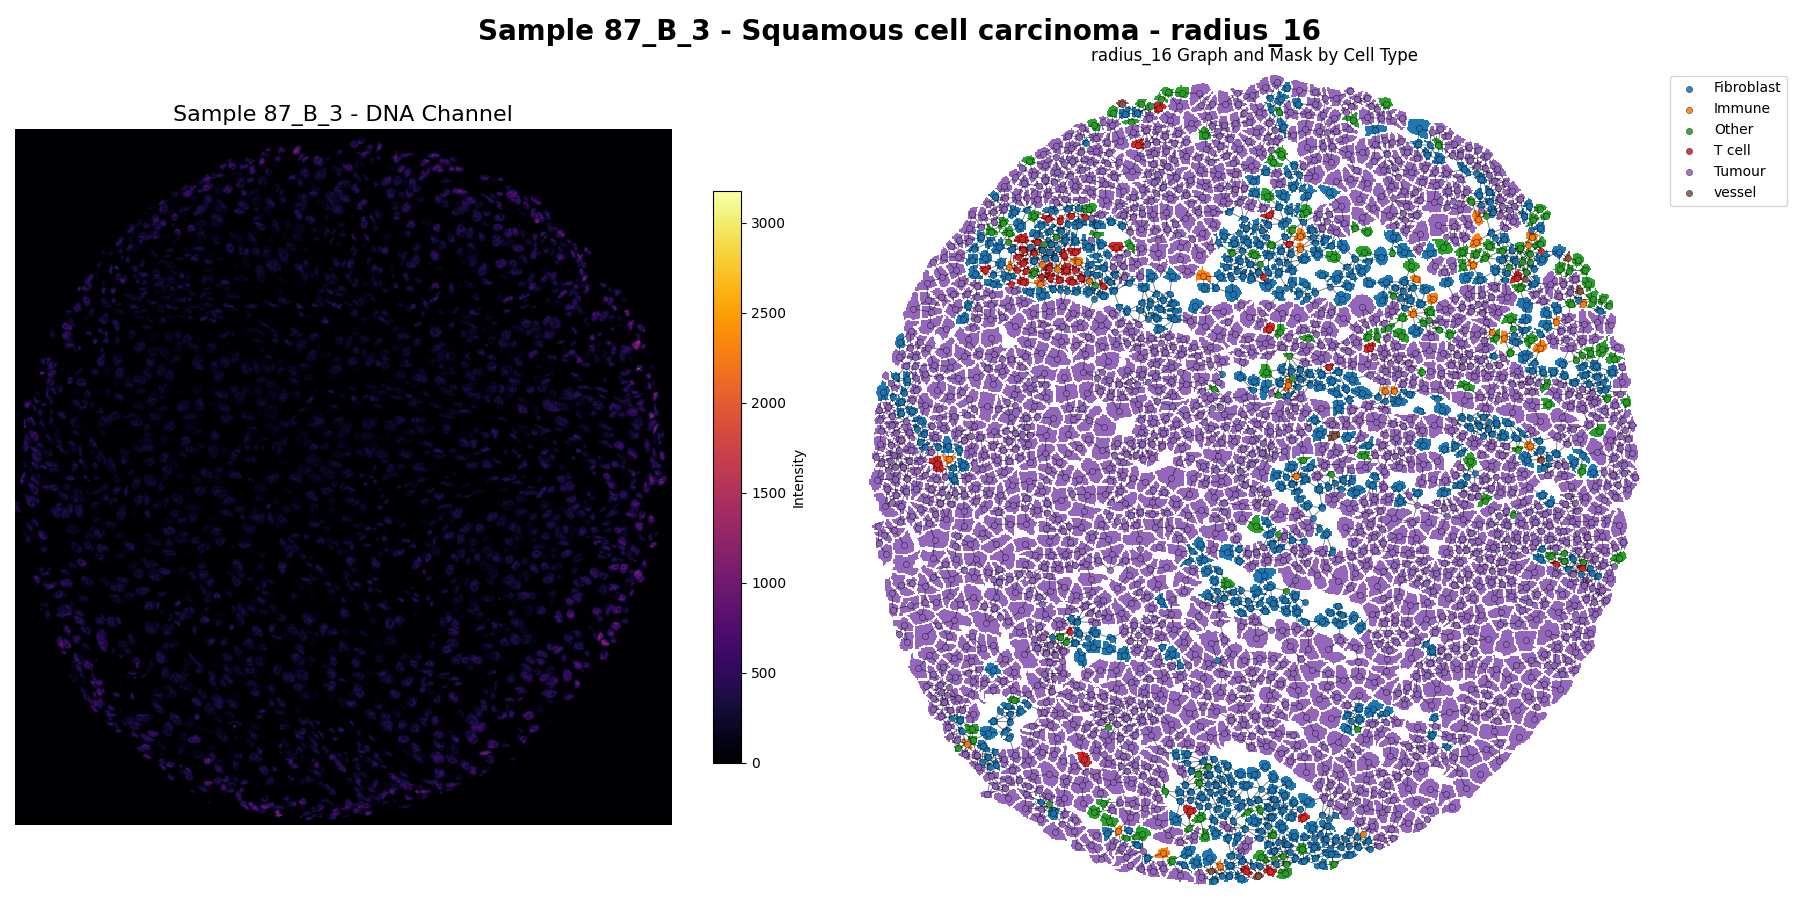 Sample 87_B_3 - Squamous cell carcinoma - radius_16
Sample 87_B_3 - DNA Channel
3000
2500
2000
1500
1000
500
0
Intensity
radius_16 Graph and Mask by Cell Type
Fibroblast
Immune
Other
T cell
Tumour
vessel